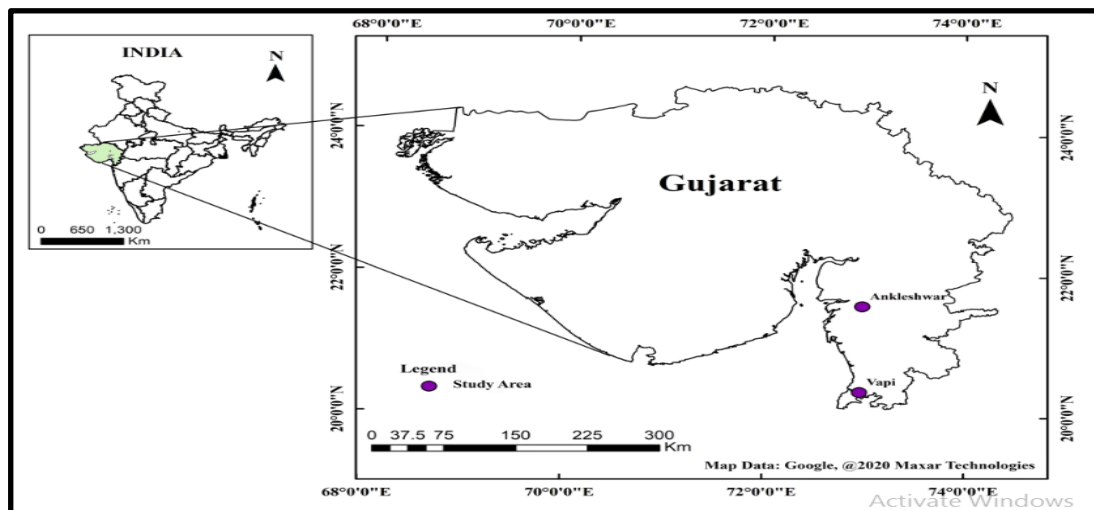 68°0'0"E 70°0'0"E 72°0'0"E 74°0'0"E
INDIA
N
0 650 1,300
Km
24°0'0"N
22°0'0"N
20°0'0"N
N
Gujarat
Ankleshwar
Vapi
24°0'0"N
22°0'0"N
20°0'0"N
Legend
Study Area
0 37.5 75 150 225 300
Km
Map Data: Google, @2020 Maxar Technologies
68°0'0"E 70°0'0"E 72°0'0"E 74°0'0"E
Activate Windows